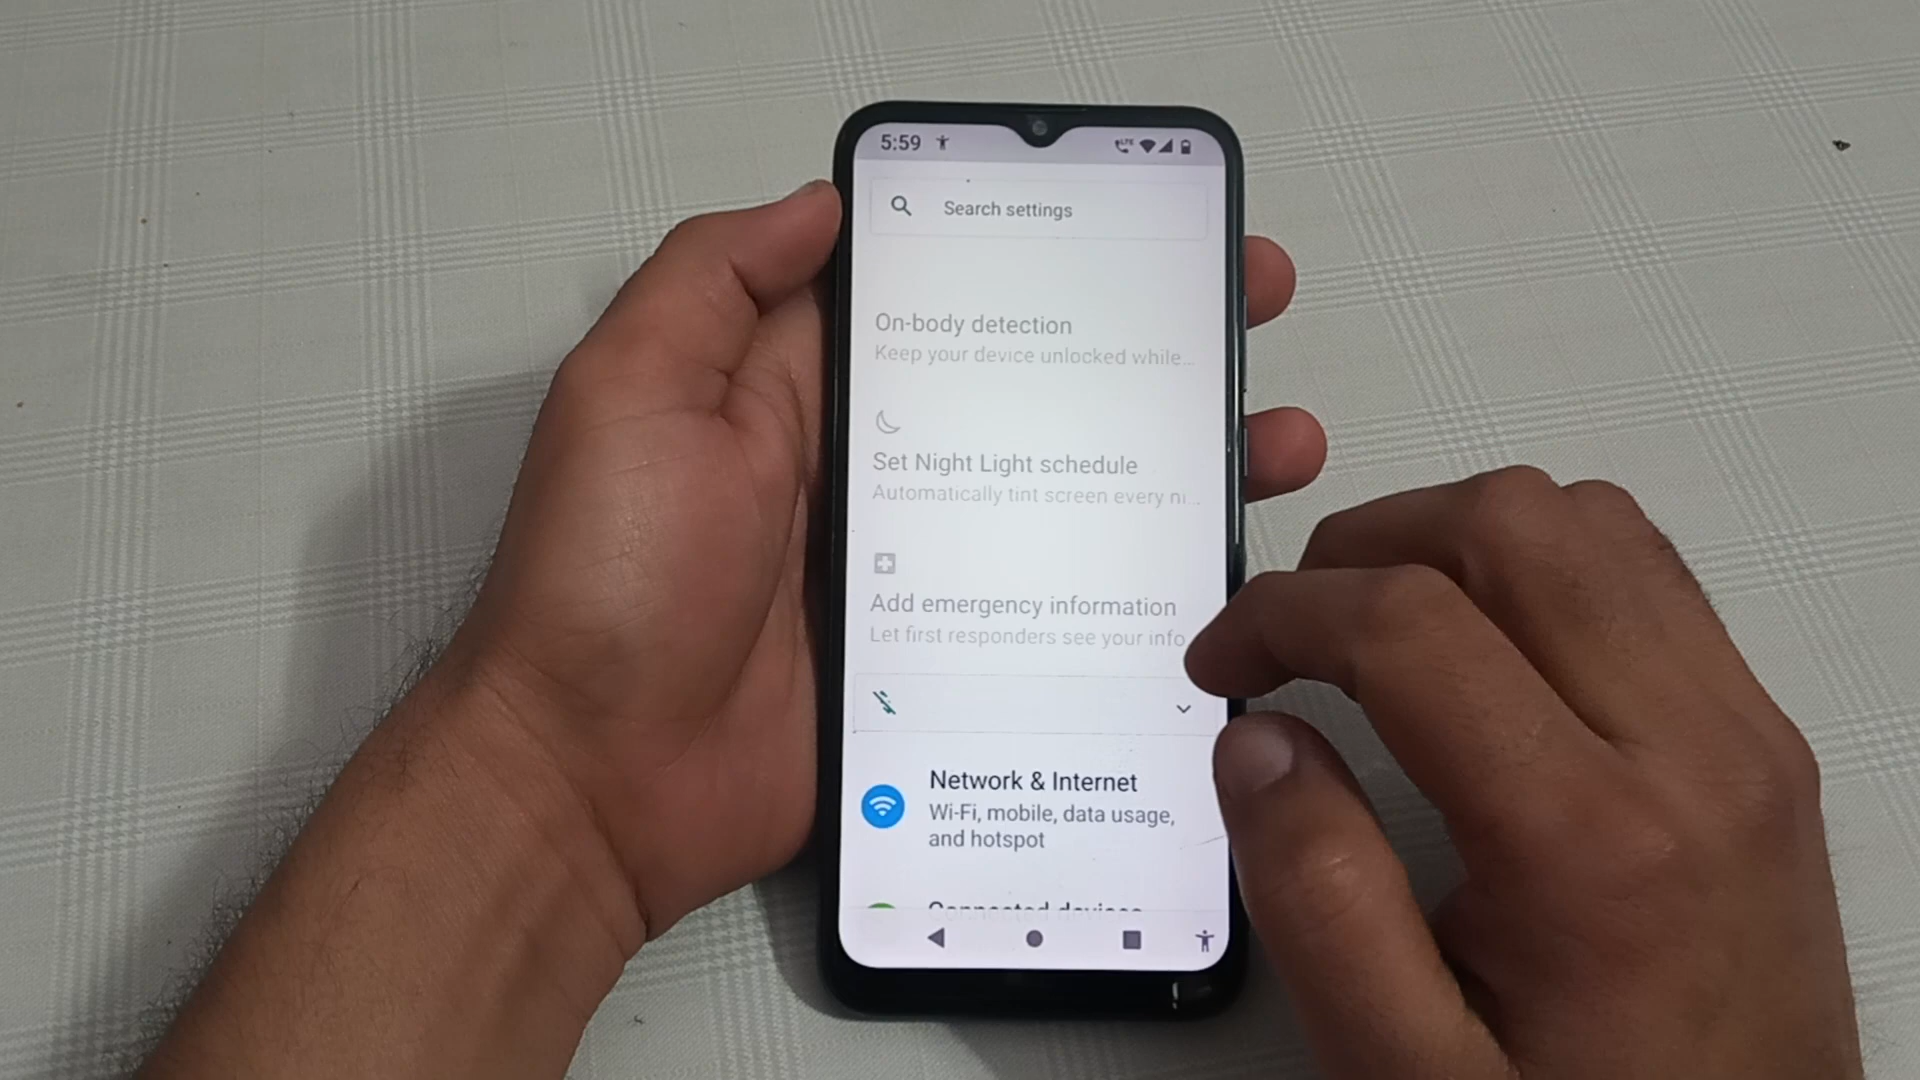 5:59
LTE
Search settings
On-body detection
Keep your device unlocked while...
Set Night Light schedule
Automatically tint screen every ni...
Add emergency information
Let first responders see your info
Network & Internet
Wi-Fi, mobile, data usage,
and hotspot
Connected devices